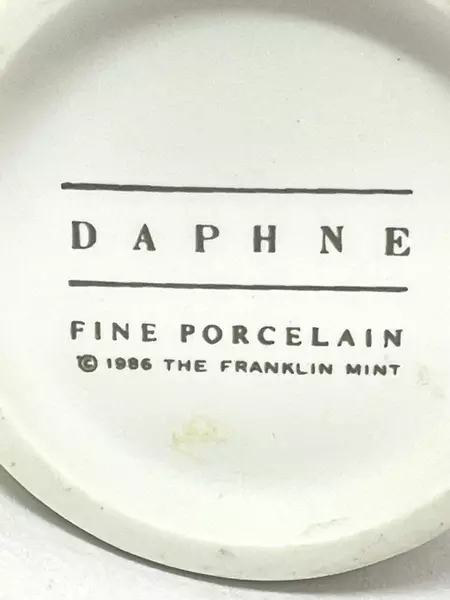 DAPHNE
FINE PORCELAIN
© 1986 THE FRANKLIN MINT